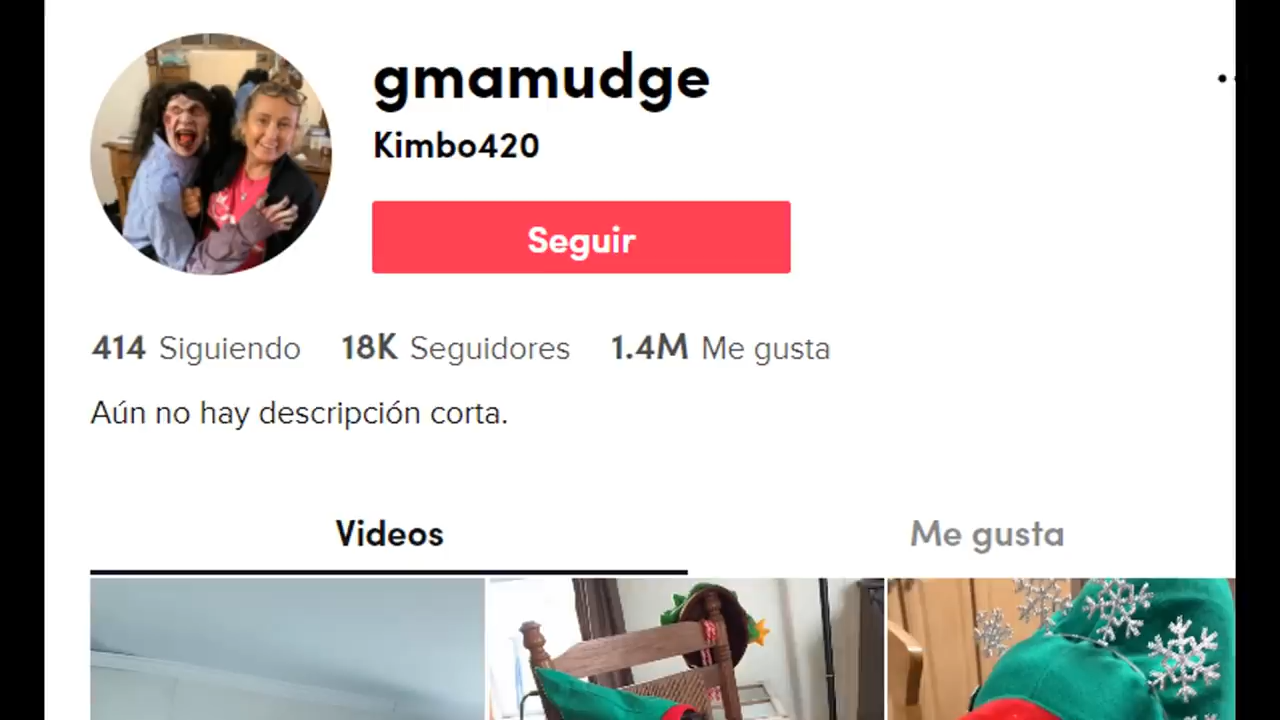 gmamudge
Kimbo420
Seguir
414 Siguiendo 18K Seguidores 1.4M Me gusta
Aún no hay descripción corta.
Videos Me gusta